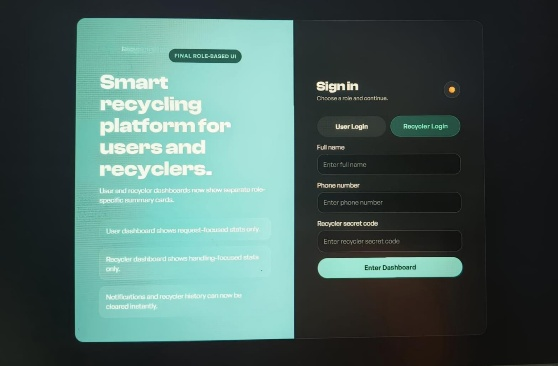 FINAL ROLE-BASED UI
Smart
recycling
platform for
users and
recyclers.
User and recycler dashboards now show separate role-
specific summary cards.
User dashboard shows request-focused stats only.
Recycler dashboard shows handling-focused stats
only.
Notifications and recycler history can now be
cleared instantly.
Sign in
Choose a role and continue.
User Login
Recycler Login
Full name
Enter full name
Phone number
Enter phone number
Recycler secret code
Enter recycler secret code
Enter Dashboard